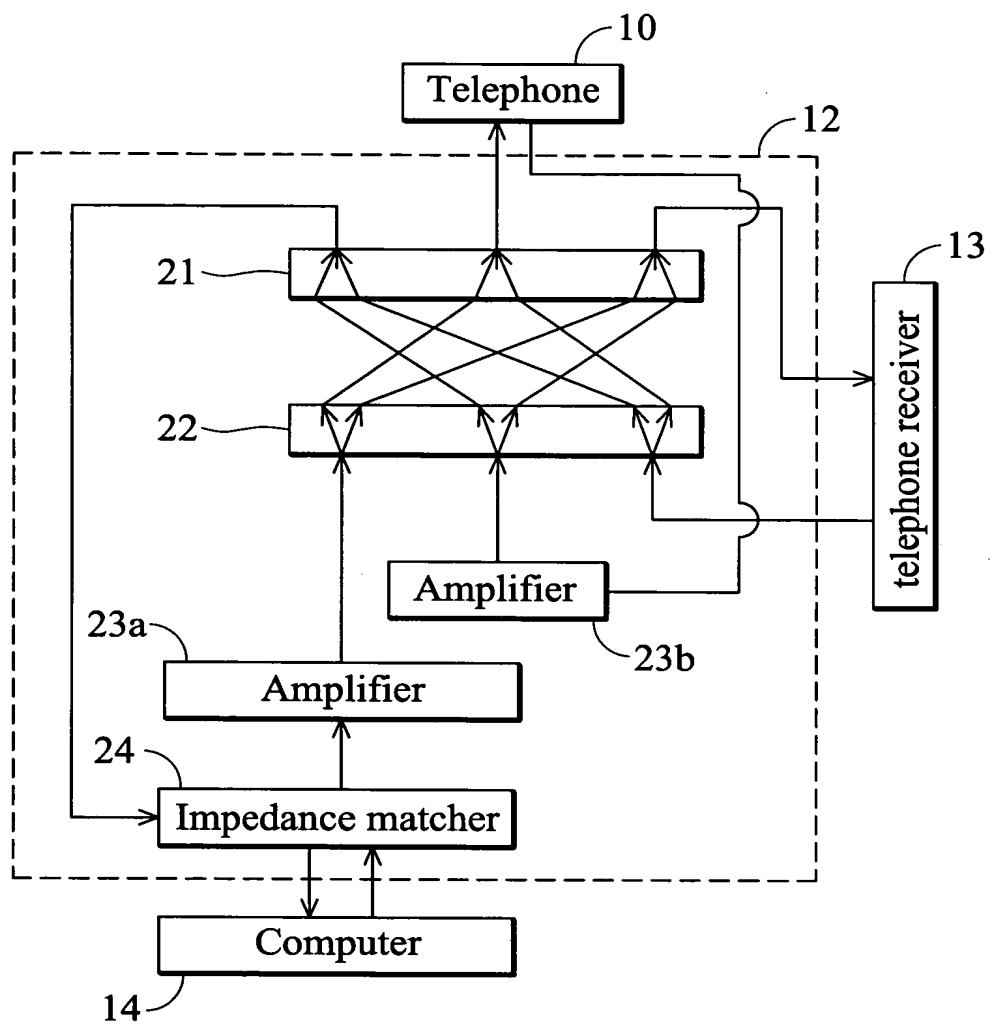 10
Telephone
12
21
13
telephone receiver
22
Amplifier
23a
23b
Amplifier
24
Impedance matcher
Computer
14